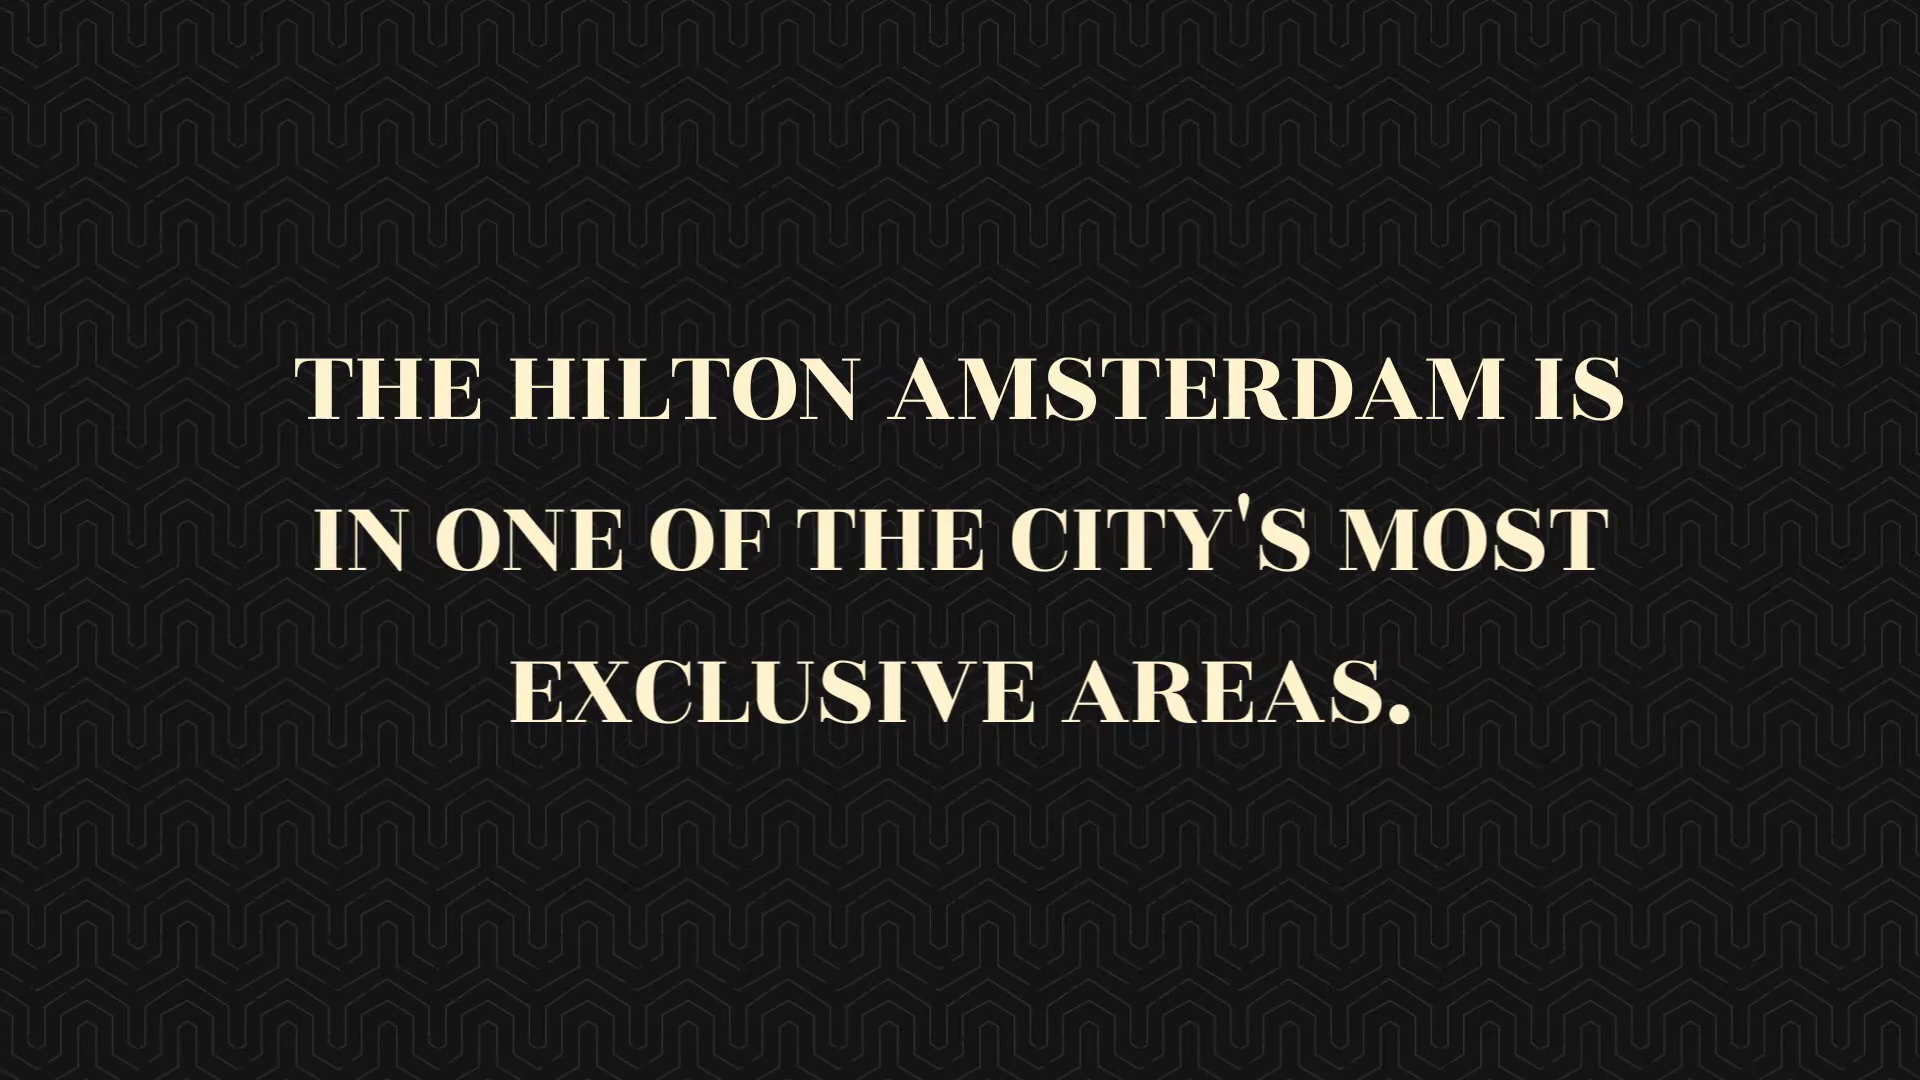 THE HILTON AMSTERDAM IS
IN ONE OF THE CITY'S MOST
EXCLUSIVE AREAS.